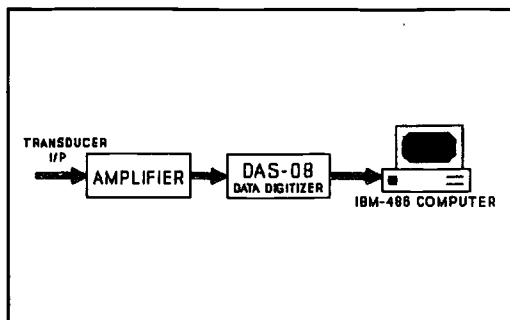 TRANSDUCER
I/P
AMPLIFIER
DAS-08
DATA DIGITIZER
IBM-486 COMPUTER